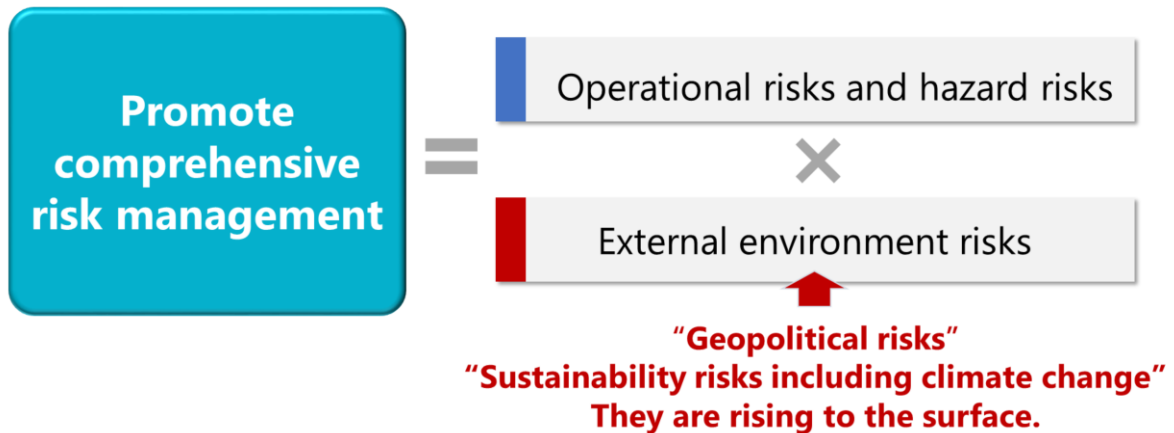 Promote
comprehensive
risk management
=
Operational risks and hazard risks
×
External environment risks
“Geopolitical risks”
“Sustainability risks including climate change”
They are rising to the surface.